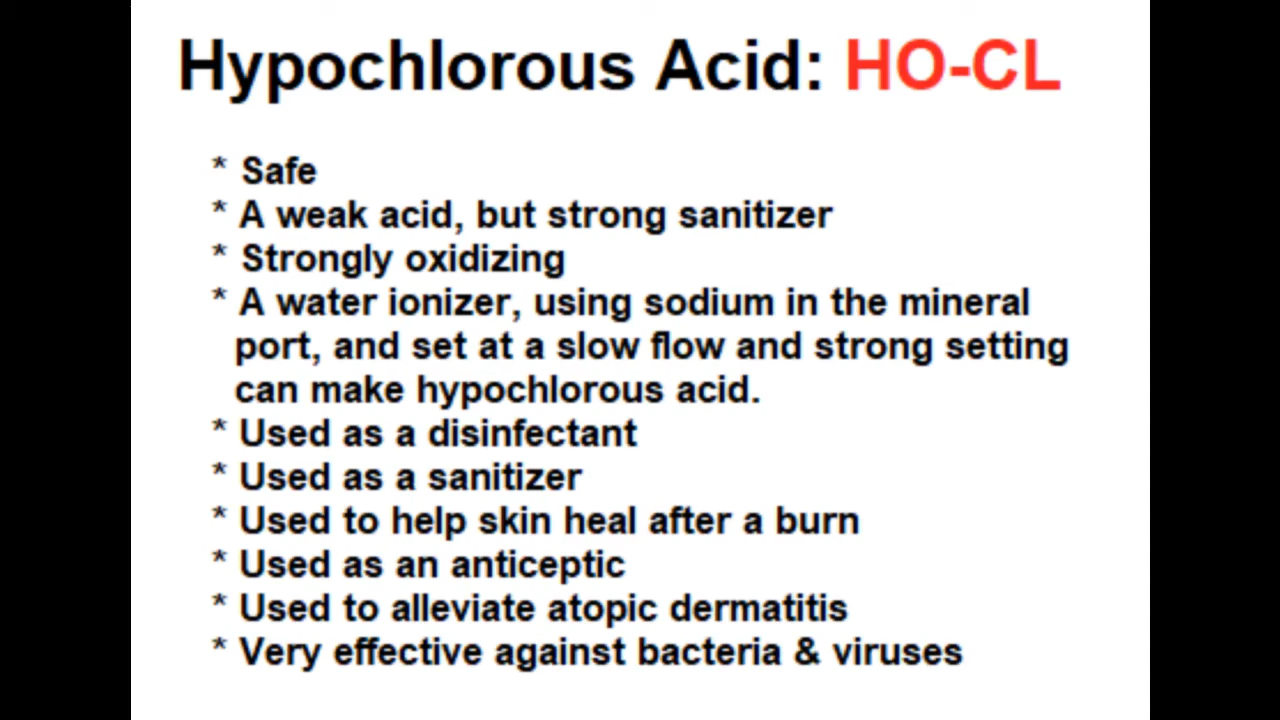 Hypochlorous Acid: HO-CL
* Safe
* A weak acid, but strong sanitizer
* Strongly oxidizing
* A water ionizer, using sodium in the mineral
port, and set at a slow flow and strong setting
can make hypochlorous acid.
* Used as a disinfectant
* Used as a sanitizer
* Used to help skin heal after a burn
* Used as an anticeptic
* Used to alleviate atopic dermatitis
* Very effective against bacteria & viruses